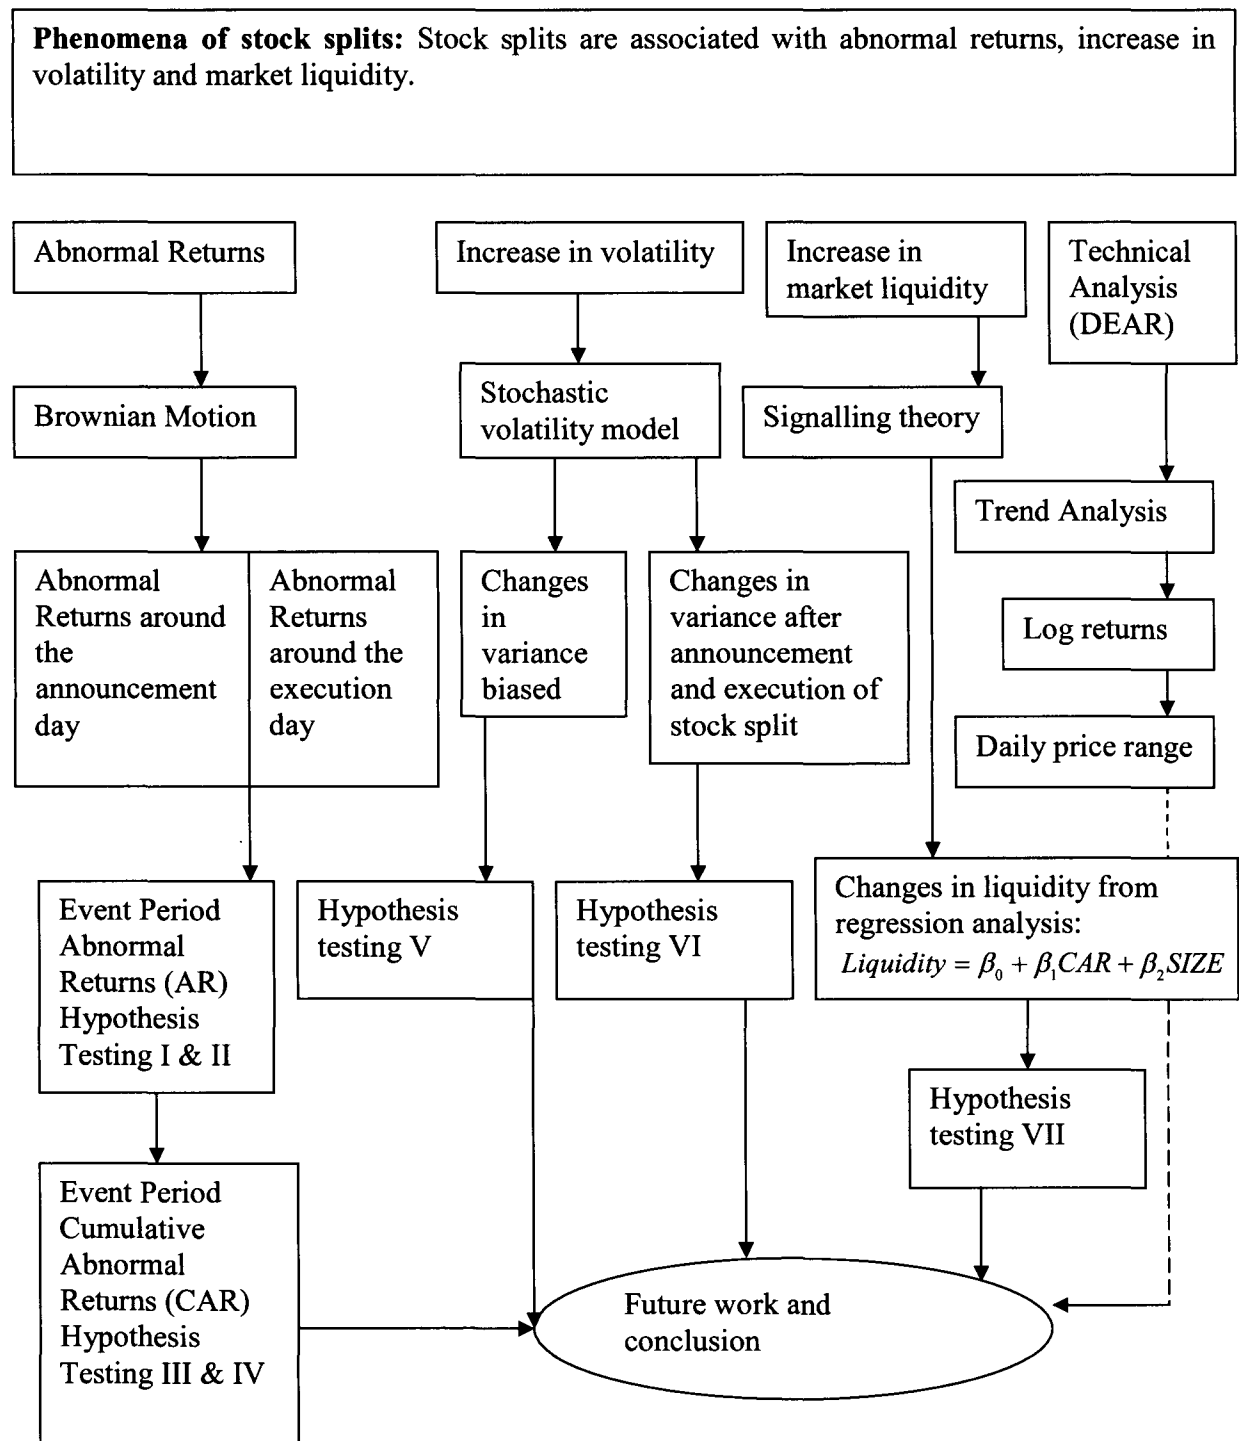 Phenomena of stock splits: Stock splits are associated with abnormal returns, increase in
volatility and market liquidity.
Abnormal Returns
Increase in volatility
Increase in
market liquidity
Technical
Analysis
(DEAR)
Brownian Motion
Stochastic
volatility model
Signalling theory
Trend Analysis
Abnormal
Returns around
the
announcement
day
Abnormal
Returns
around the
execution
day
Changes
in
variance
biased
Changes in
variance after
announcement
and execution of
stock split
Log returns
Daily price range
Event Period
Abnormal
Returns (AR)
Hypothesis
Testing I & II
Hypothesis
testing V
Hypothesis
testing VI
Changes in liquidity from
regression analysis:
Liquidity = β₀ + β₁CAR + β₂SIZE
Hypothesis
testing VII
Event Period
Cumulative
Abnormal
Returns (CAR)
Hypothesis
Testing III & IV
Future work and
conclusion